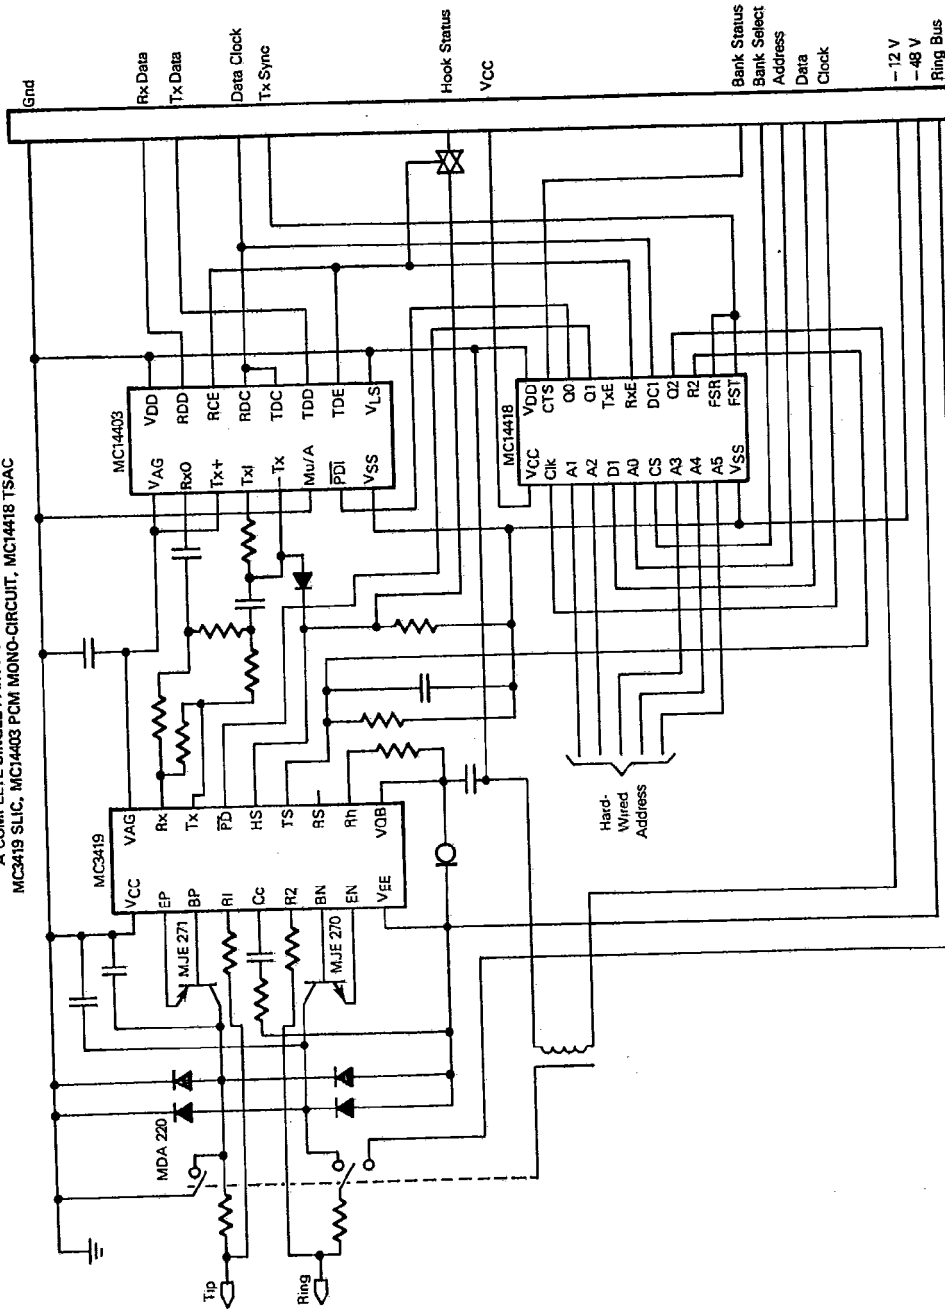 MC3419 SLIC, MC14403 PCM MONO-CIRCUIT, MC14418 TSAC
Gnd
Rx Data
Tx Data
Data Clock
Tx Sync
Hook Status
VCC
Bank Status
Bank Select
Address
Data
Clock
-12 V
-48 V
Ring Bus
MC14403
VAG
RxO
Tx+
TxI
Tx
Mu/A
PDI
VSS
VDD
RDD
RCE
RDC
TDC
TDD
TDE
VLS
MC14418
VCC
Clk
A1
A2
D1
A0
CS
A3
A4
A5
VSS
VDD
CTS
Q0
Q1
TxE
RxE
DC1
Q2
R2
FSR
FST
MC3419
VCC
EP
BP
R1
Cc
R2
BN
EN
VEE
VAG
Rx
Tx
PD
HS
TS
RS
Rh
VQB
MJE 271
MJE 270
MDA 220
Hard-
Wired
Address
Tip
Ring